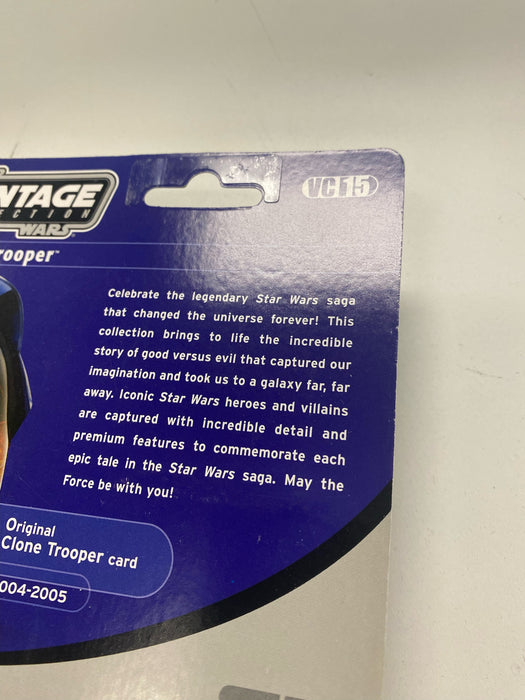 NTAGE
ECTION
WARS
VC15
rooper™
Celebrate the legendary Star Wars saga
that changed the universe forever! This
collection brings to life the incredible
story of good versus evil that captured our
imagination and took us to a galaxy far, far
away. Iconic Star Wars heroes and villains
are captured with incredible detail and
premium features to commemorate each
epic tale in the Star Wars saga. May the
Force be with you!
Original
Clone Trooper card
004-2005